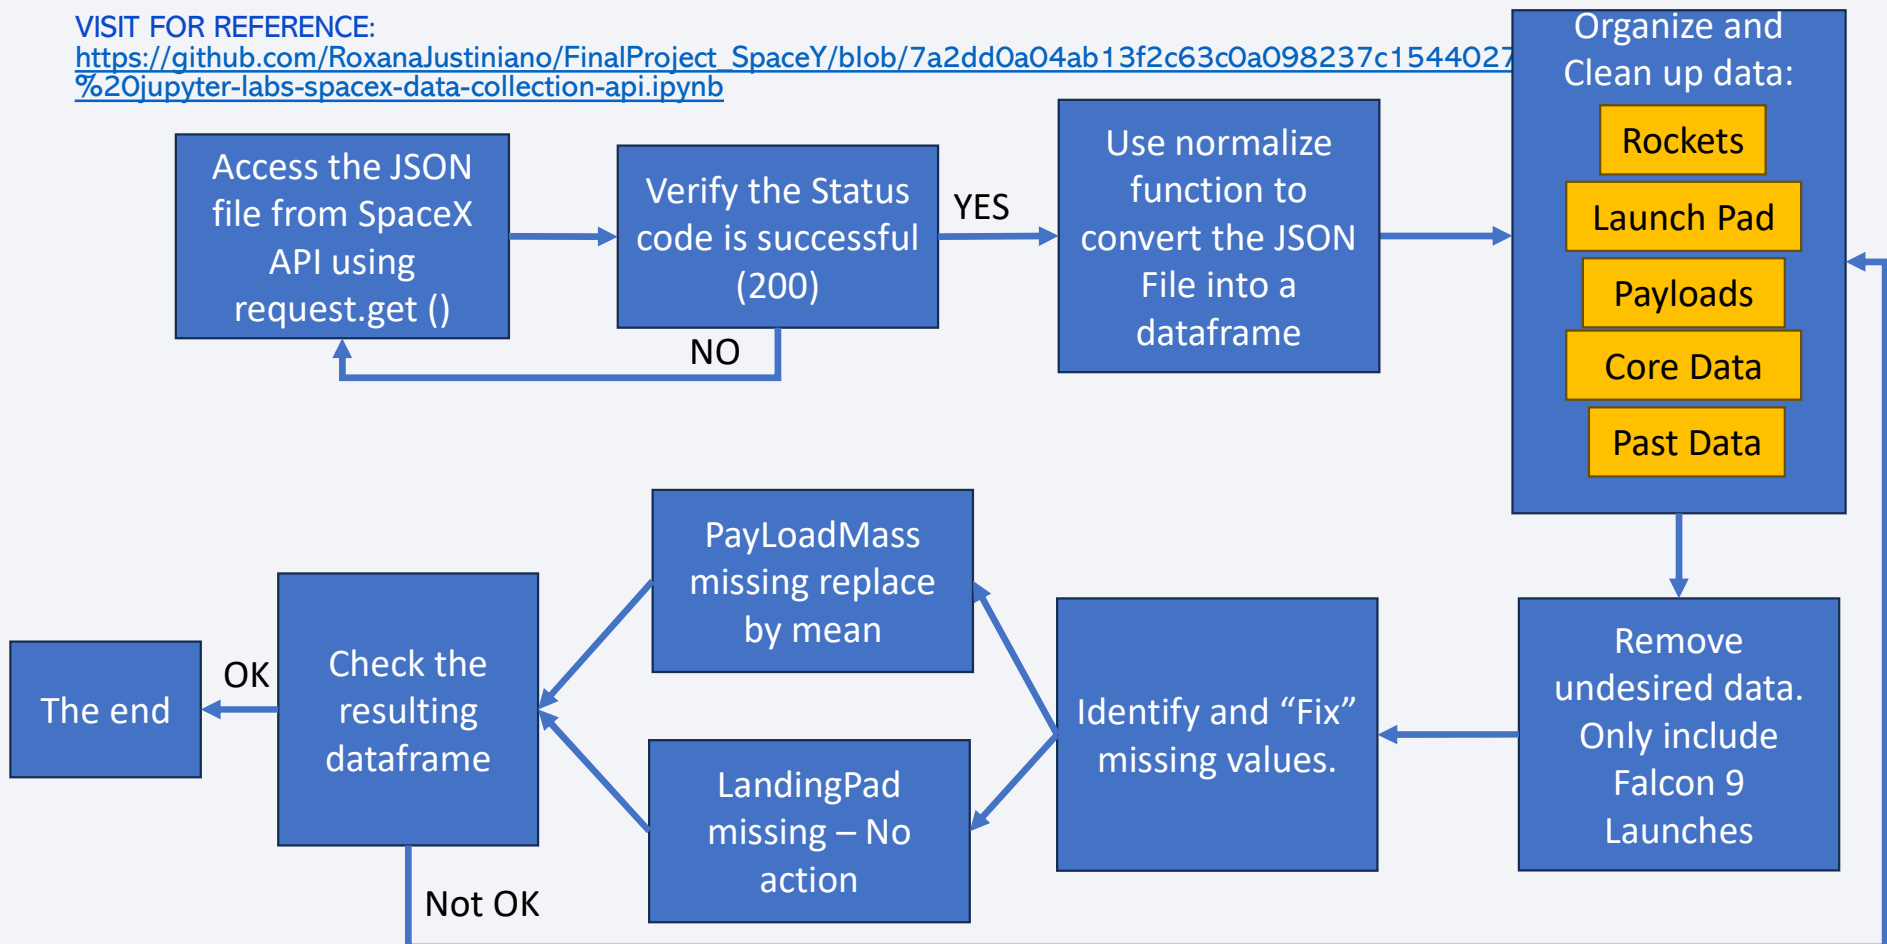 VISIT FOR REFERENCE:
https://github.com/RoxanaJustiniano/FinalProject_SpaceY/blob/7a2dd0a04ab13f2c63c0a098237c1544027
%20jupyter-labs-spacex-data-collection-api.ipynb
Access the JSON
file from SpaceX
API using
request.get ()
Verify the Status
code is successful
(200)
YES
NO
Use normalize
function to
convert the JSON
File into a
dataframe
Organize and
Clean up data:
Rockets
Launch Pad
Payloads
Core Data
Past Data
Remove
undesired data.
Only include
Falcon 9
Launches
Identify and “Fix”
missing values.
PayLoadMass
missing replace
by mean
LandingPad
missing – No
action
Check the
resulting
dataframe
OK
Not OK
The end